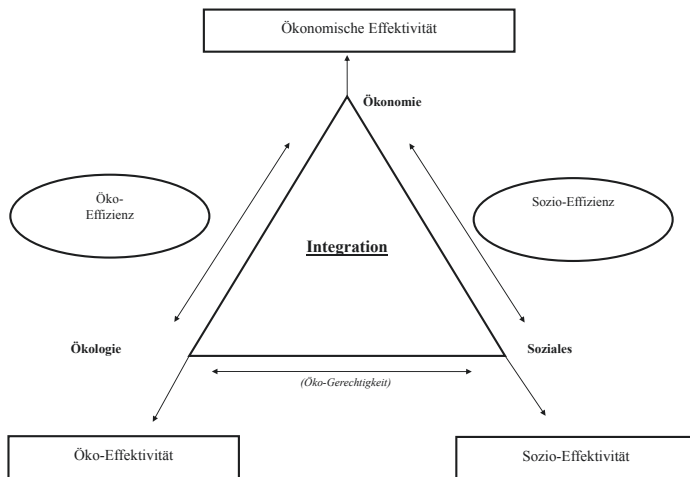 Ökonomische Effektivität
Ökonomie
Öko-
Effizienz
Sozio-Effizienz
Integration
Ökologie
Soziales
(Öko-Gerechtigkeit)
Öko-Effektivität
Sozio-Effektivität